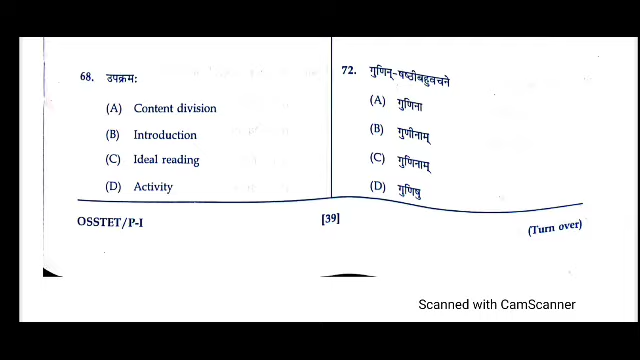 68. उपक्रमः
(A) Content division
(B) Introduction
(C) Ideal reading
(D) Activity
72. गुणिन्-षष्ठीबहुवचने
(A) गुणिना
(B) गुणीनाम्
(C) गुणिनाम्
(D) गुणिषु
OSSTET/P-I [39] (Turn over)
Scanned with CamScanner